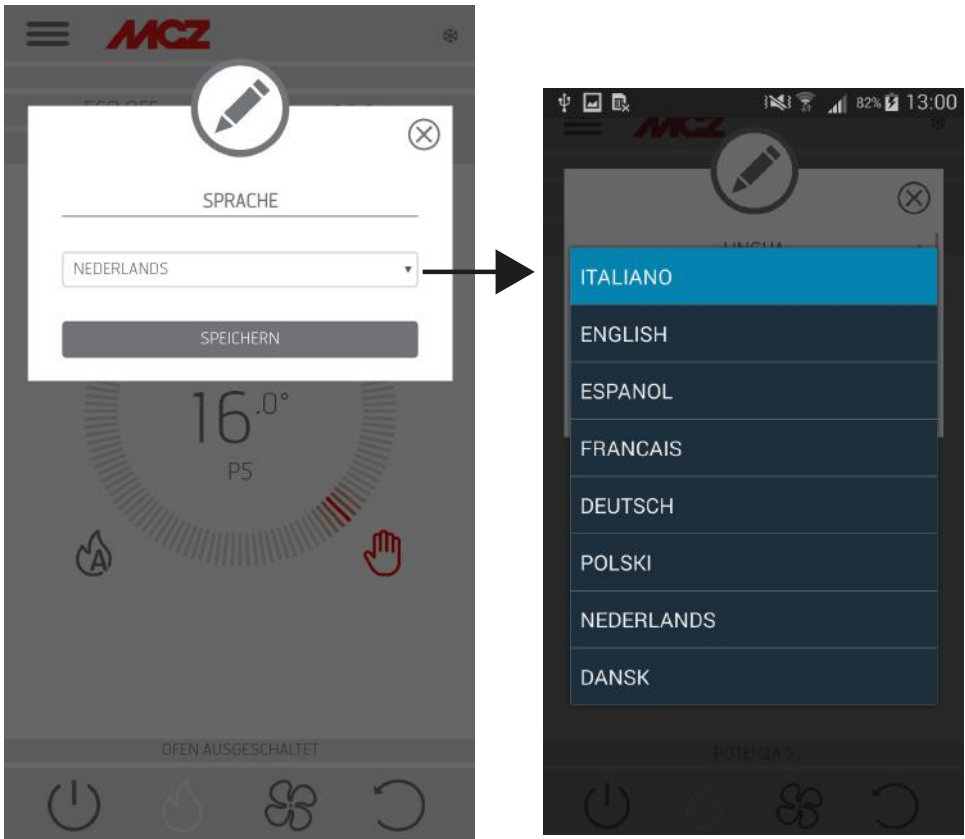 MCZ
SPRACHE
NEDERLANDS
SPEICHERN
16.0°
P5
A
OFEN AUSGESCHALTET
82% 13:00
MCZ
LINGUA
ITALIANO
ENGLISH
ESPANOL
FRANCAIS
DEUTSCH
POLSKI
NEDERLANDS
DANSK
POTENZA 5